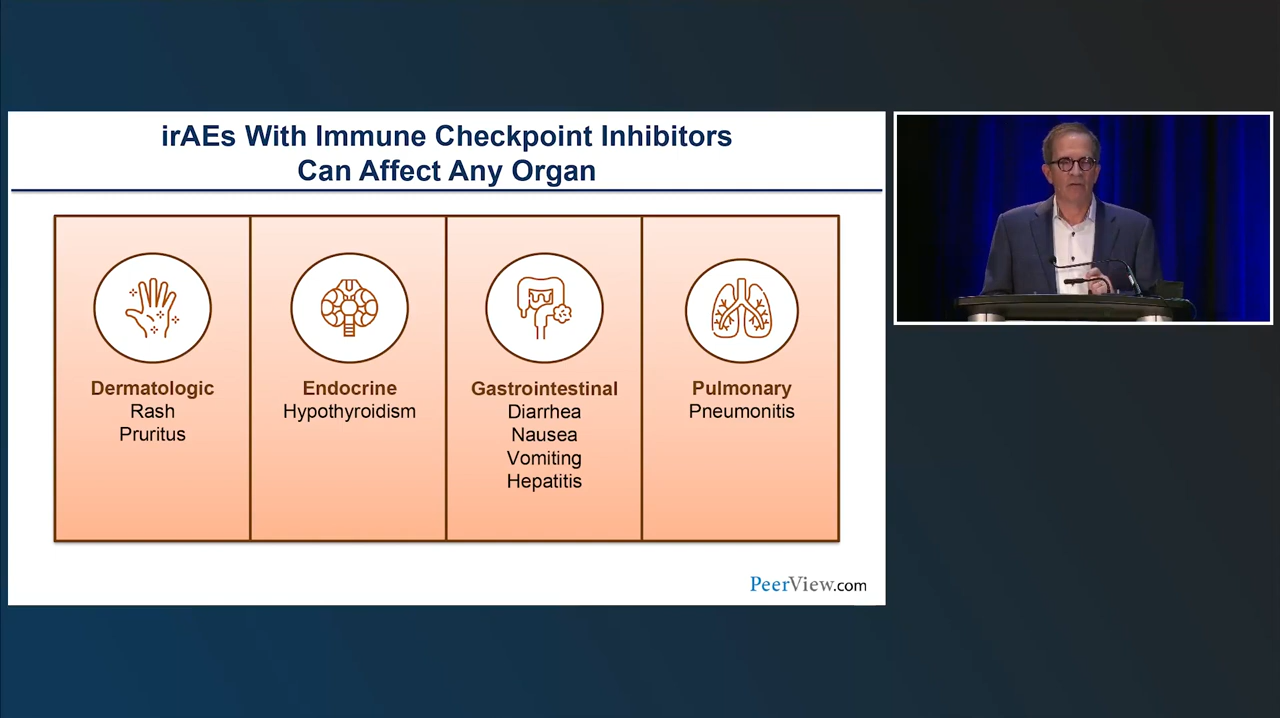 irAEs With Immune Checkpoint Inhibitors
Can Affect Any Organ
Dermatologic
Rash
Pruritus
Endocrine
Hypothyroidism
Gastrointestinal
Diarrhea
Nausea
Vomiting
Hepatitis
Pulmonary
Pneumonitis
PeerView.com